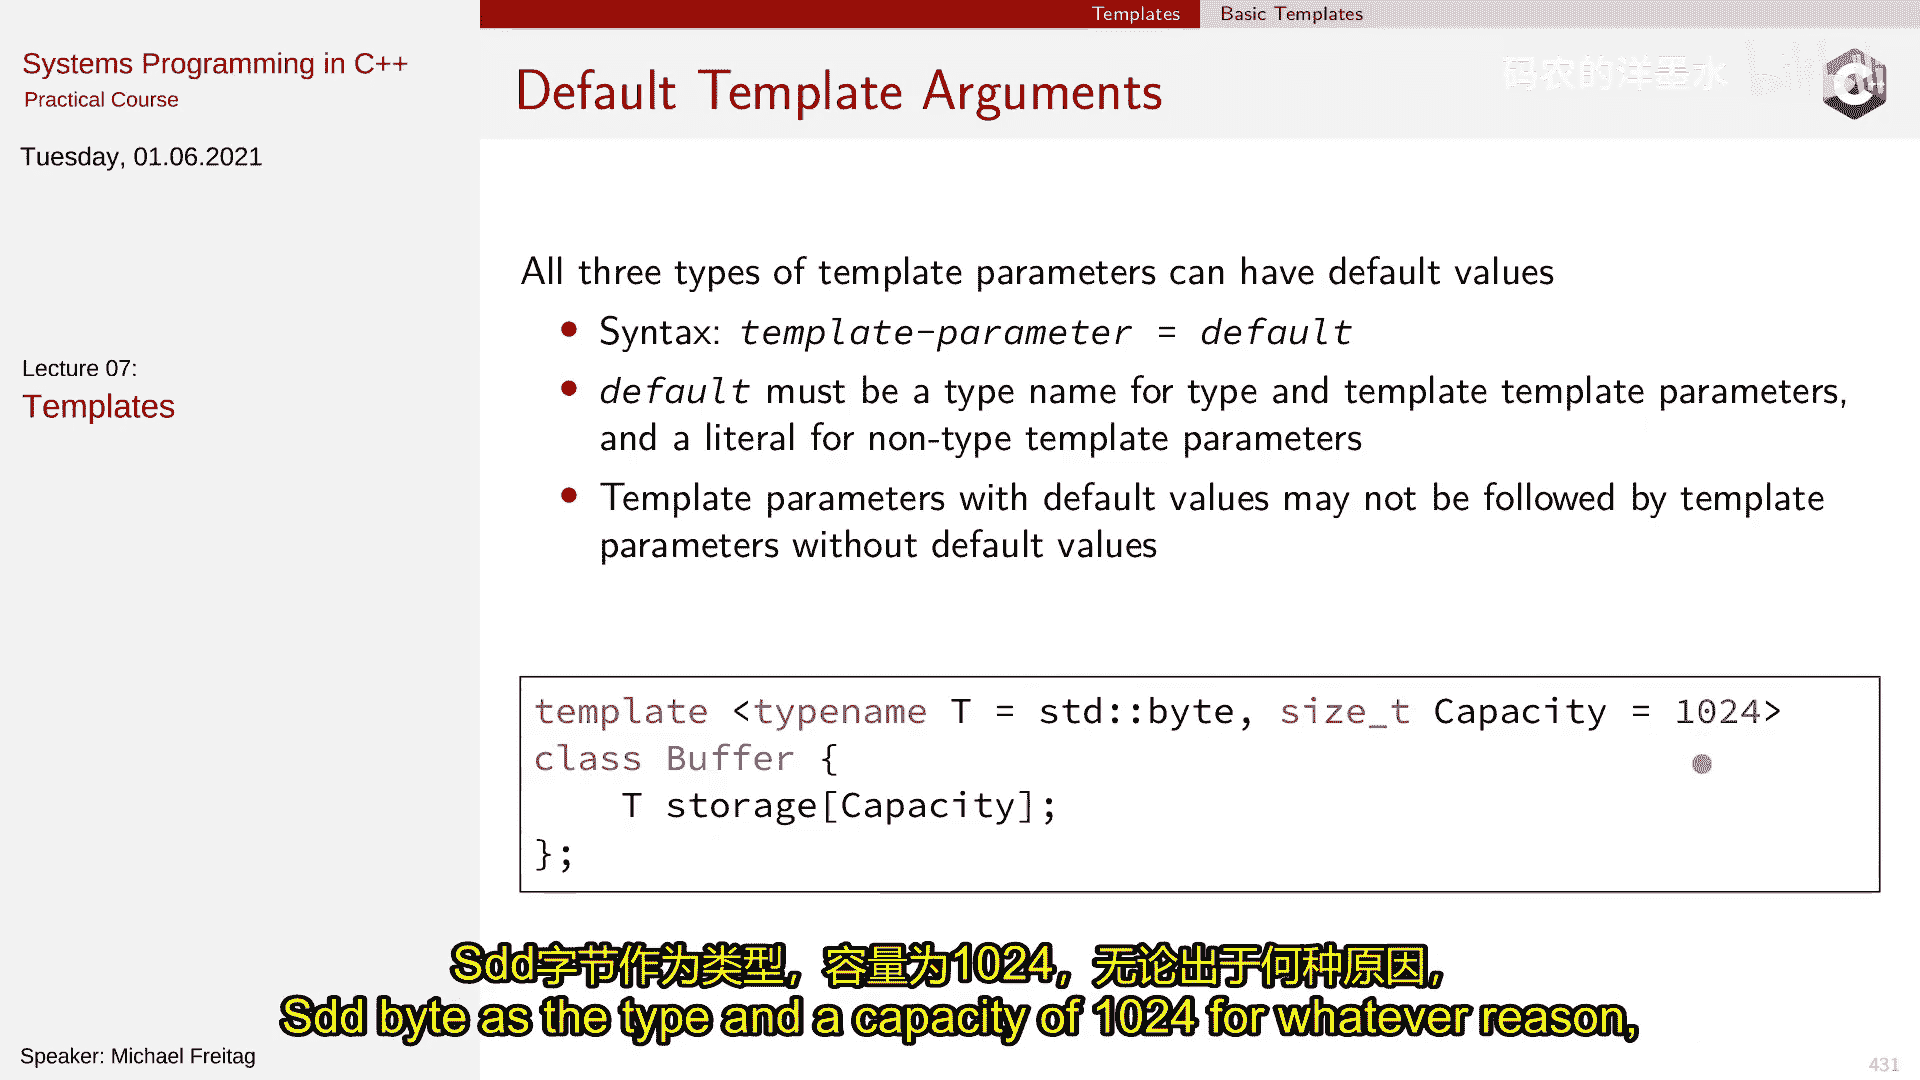 Templates Basic Templates
Systems Programming in C++
Practical Course
Tuesday, 01.06.2021
Lecture 07:
Templates
Default Template Arguments
码农的洋墨水
All three types of template parameters can have default values
• Syntax: template-parameter = default
• default must be a type name for type and template template parameters,
and a literal for non-type template parameters
• Template parameters with default values may not be followed by template
parameters without default values
template <typename T = std::byte, size_t Capacity = 1024>
class Buffer {
    T storage[Capacity];
};
Sdd字节作为类型，容量为1024，无论出于何种原因，
Sdd byte as the type and a capacity of 1024 for whatever reason,
Speaker: Michael Freitag
431